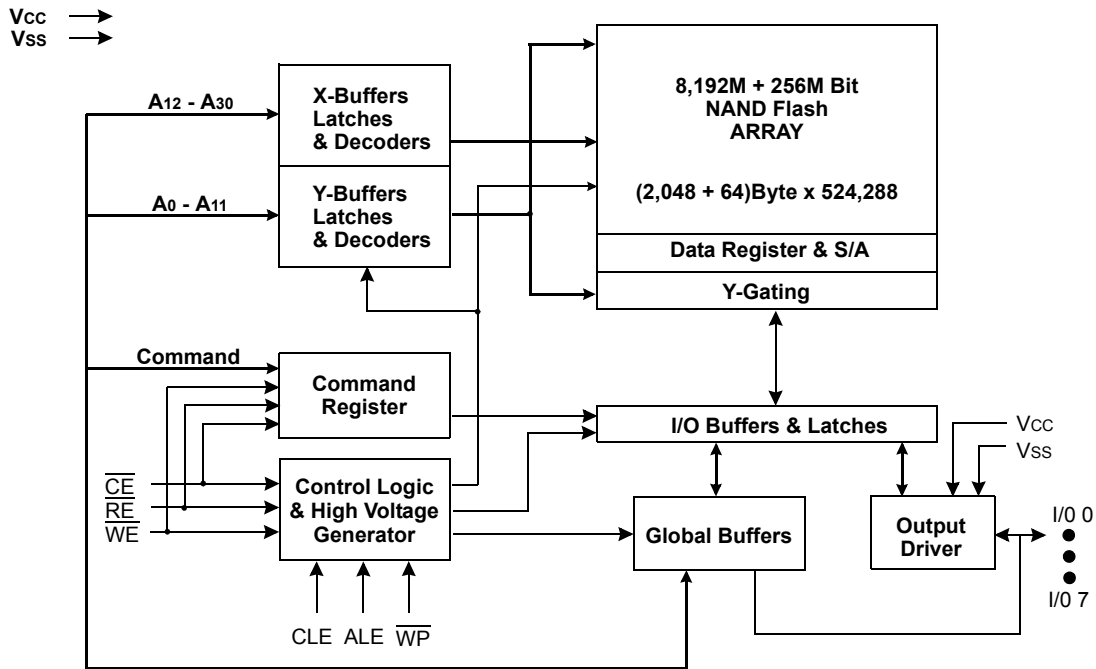 VCC
VSS
A12 - A30
X-Buffers
Latches
& Decoders
8,192M + 256M Bit
NAND Flash
ARRAY
A0 - A11
Y-Buffers
Latches
& Decoders
(2,048 + 64)Byte x 524,288
Data Register & S/A
Y-Gating
Command
Command
Register
I/O Buffers & Latches
VCC
VSS
CE
RE
WE
Control Logic
& High Voltage
Generator
Global Buffers
Output
Driver
I/0 0
I/0 7
CLE ALE WP